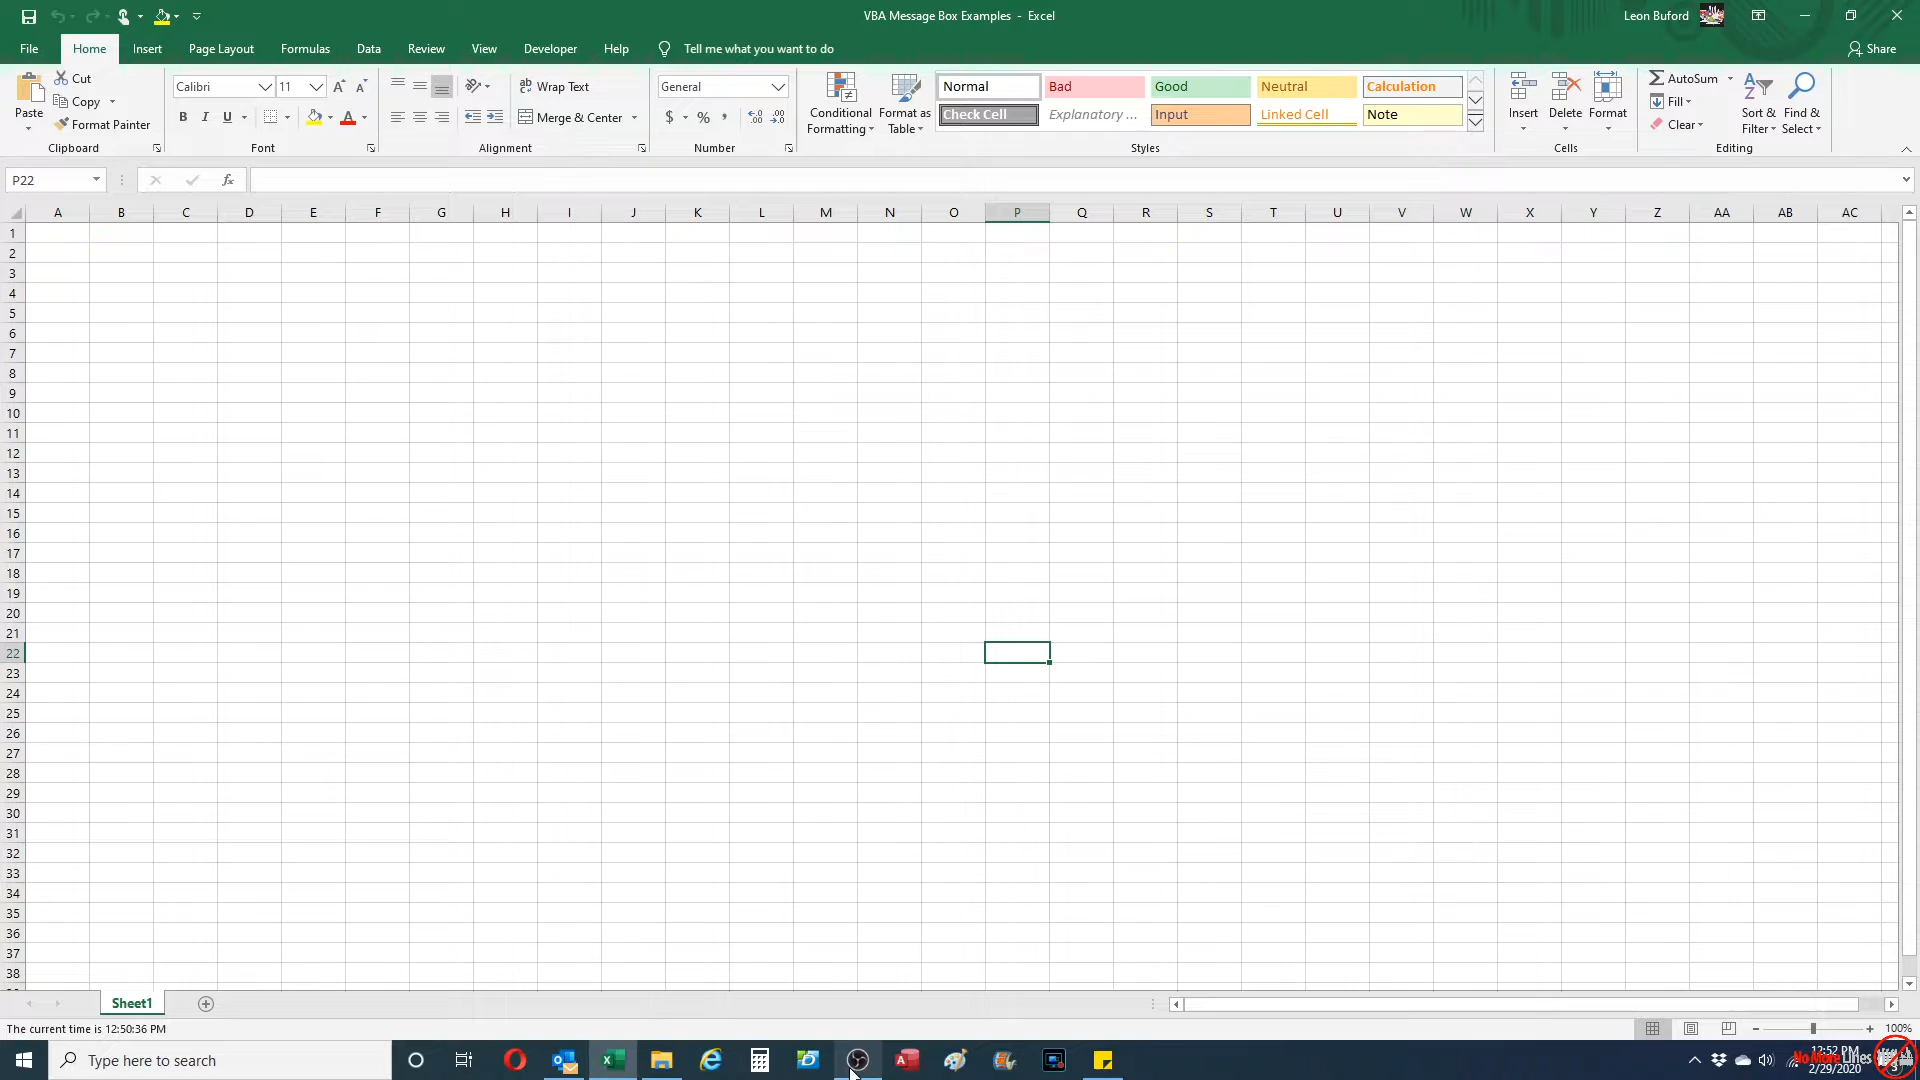 VBA Message Box Examples - Excel
Leon Buford
File Home Insert Page Layout Formulas Data Review View Developer Help Tell me what you want to do Share
Paste
Cut
Copy
Format Painter
Clipboard
Calibri 11
B I U A
Font
Wrap Text
Merge & Center
Alignment
General
$ % ,
Number
Conditional Formatting
Format as Table
Normal Bad Good Neutral Calculation
Check Cell Explanatory ... Input Linked Cell Note
Styles
Insert Delete Format
Cells
AutoSum
Fill
Clear
Sort & Filter
Find & Select
Editing
P22 fx
A B C D E F G H I J K L M N O P Q R S T U V W X Y Z AA AB AC
1
2
3
4
5
6
7
8
9
10
11
12
13
14
15
16
17
18
19
20
21
22
23
24
25
26
27
28
29
30
31
32
33
34
35
36
37
38
Sheet1
The current time is 12:50:36 PM
100%
Type here to search
12:52 PM
No More Lines
2/29/2020
3